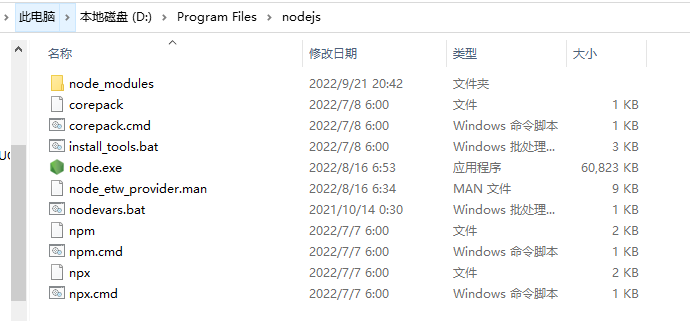 此电脑 > 本地磁盘 (D:) > Program Files > nodejs
名称 修改日期 类型 大小
node_modules 2022/9/21 20:42 文件夹
corepack 2022/7/8 6:00 文件 1 KB
corepack.cmd 2022/7/8 6:00 Windows 命令脚本 1 KB
install_tools.bat 2022/7/8 6:00 Windows 批处理... 3 KB
node.exe 2022/8/16 6:53 应用程序 60,823 KB
node_etw_provider.man 2022/8/16 6:34 MAN 文件 9 KB
nodevars.bat 2021/10/14 0:30 Windows 批处理... 1 KB
npm 2022/7/7 6:00 文件 2 KB
npm.cmd 2022/7/7 6:00 Windows 命令脚本 1 KB
npx 2022/7/7 6:00 文件 2 KB
npx.cmd 2022/7/7 6:00 Windows 命令脚本 1 KB